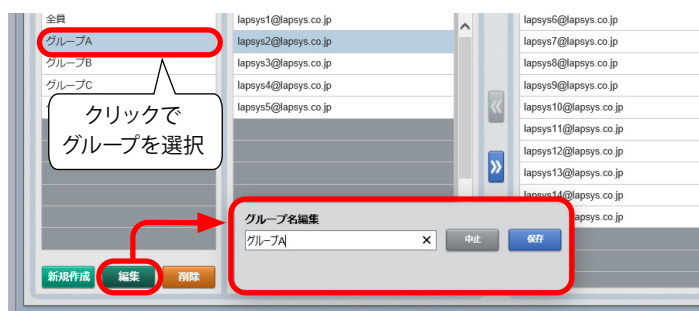 全員
グループA
グループB
グループC
クリックで
グループを選択
新規作成
編集
削除
lapsys1@lapsys.co.jp
lapsys2@lapsys.co.jp
lapsys3@lapsys.co.jp
lapsys4@lapsys.co.jp
lapsys5@lapsys.co.jp
グループ名編集
グループA
中止
保存
lapsys6@lapsys.co.jp
lapsys7@lapsys.co.jp
lapsys8@lapsys.co.jp
lapsys9@lapsys.co.jp
lapsys10@lapsys.co.jp
lapsys11@lapsys.co.jp
lapsys12@lapsys.co.jp
lapsys13@lapsys.co.jp
lapsys14@lapsys.co.jp
apsys.co.jp